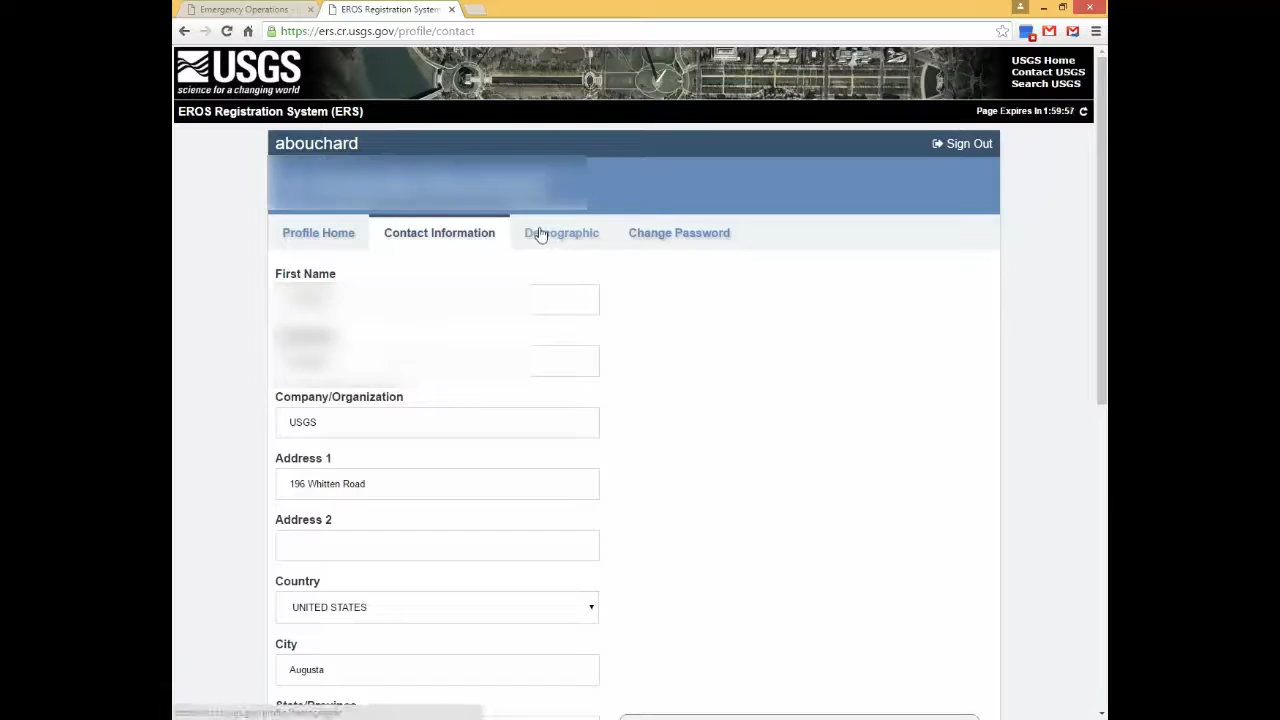 Emergency Operations -
EROS Registration System
https://ers.cr.usgs.gov/profile/contact
USGS
science for a changing world
USGS Home
Contact USGS
Search USGS
EROS Registration System (ERS)
Page Expires In 1:59:57
abouchard
Sign Out
Profile Home
Contact Information
Demographic
Change Password
First Name
Company/Organization
USGS
Address 1
196 Whitten Road
Address 2
Country
UNITED STATES
City
Augusta
State/Province